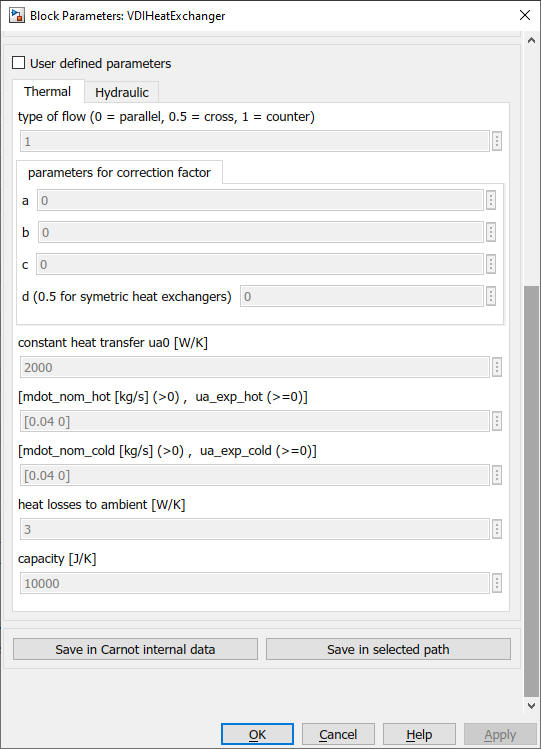 Block Parameters: VDIHeatExchanger
User defined parameters
Thermal
Hydraulic
type of flow (0 = parallel, 0.5 = cross, 1 = counter)
1
parameters for correction factor
a 0
b 0
c 0
d (0.5 for symetric heat exchangers) 0
constant heat transfer ua0 [W/K]
2000
[mdot_nom_hot [kg/s] (>0) , ua_exp_hot (>=0)]
[0.04 0]
[mdot_nom_cold [kg/s] (>0) , ua_exp_cold (>=0)]
[0.04 0]
heat losses to ambient [W/K]
3
capacity [J/K]
10000
Save in Carnot internal data
Save in selected path
OK
Cancel
Help
Apply